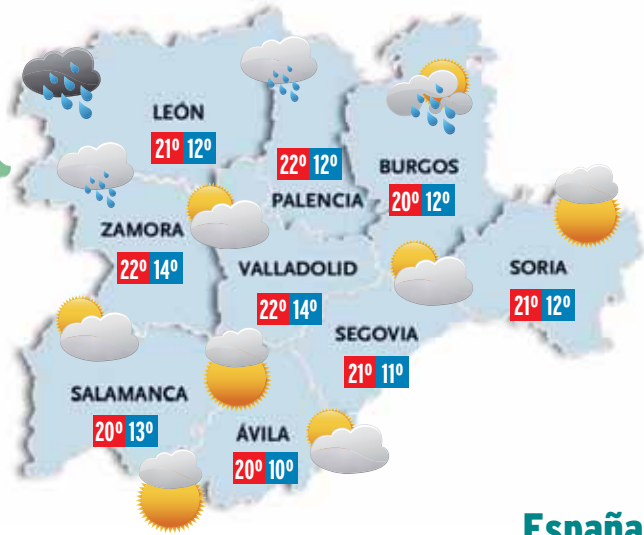 LEÓN
21º 12º
22º 12º
PALENCIA
BURGOS
20º 12º
ZAMORA
22º 14º
VALLADOLID
22º 14º
SORIA
21º 12º
SEGOVIA
21º 11º
SALAMANCA
20º 13º
ÁVILA
20º 10º
España